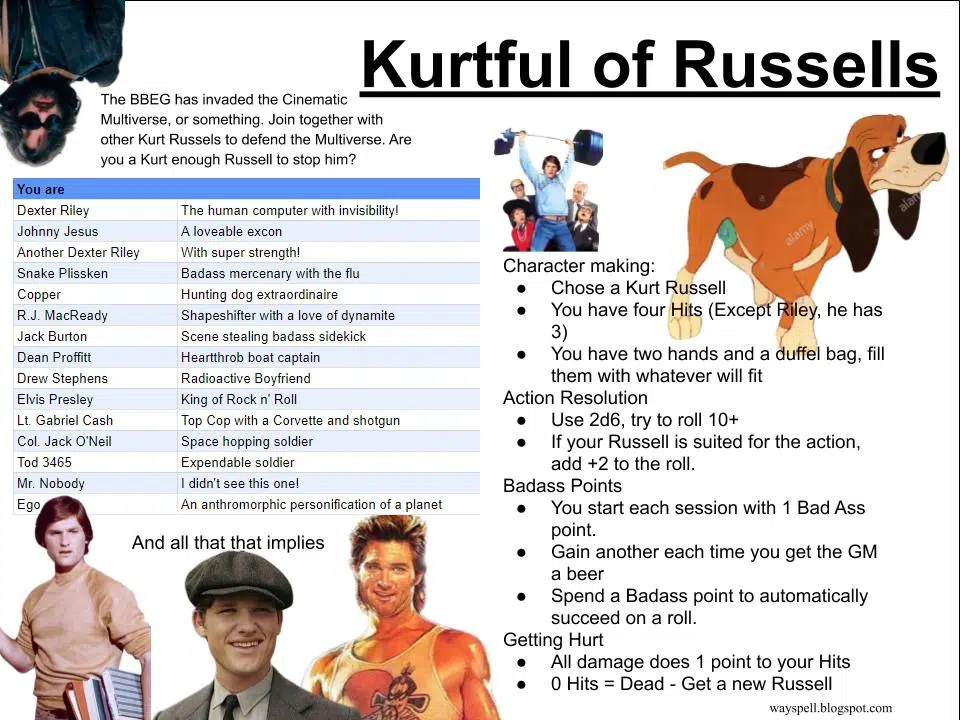 Kurtful of Russells
The BBEG has invaded the Cinematic
Multiverse, or something. Join together with
other Kurt Russels to defend the Multiverse. Are
you a Kurt enough Russell to stop him?
You are
Dexter Riley The human computer with invisibility!
Johnny Jesus A loveable excon
Another Dexter Riley With super strength!
Snake Plissken Badass mercenary with the flu
Copper Hunting dog extraordinaire
R.J. MacReady Shapeshifter with a love of dynamite
Jack Burton Scene stealing badass sidekick
Dean Proffitt Heartthrob boat captain
Drew Stephens Radioactive Boyfriend
Elvis Presley King of Rock n' Roll
Lt. Gabriel Cash Top Cop with a Corvette and shotgun
Col. Jack O'Neil Space hopping soldier
Tod 3465 Expendable soldier
Mr. Nobody I didn't see this one!
Ego An anthromorphic personification of a planet
And all that that implies
Character making:
● Chose a Kurt Russell
● You have four Hits (Except Riley, he has
3)
● You have two hands and a duffel bag, fill
them with whatever will fit
Action Resolution
● Use 2d6, try to roll 10+
● If your Russell is suited for the action,
add +2 to the roll.
Badass Points
● You start each session with 1 Bad Ass
point.
● Gain another each time you get the GM
a beer
● Spend a Badass point to automatically
succeed on a roll.
Getting Hurt
● All damage does 1 point to your Hits
● 0 Hits = Dead - Get a new Russell
wayspell.blogspot.com
a
alamy
alamy
a